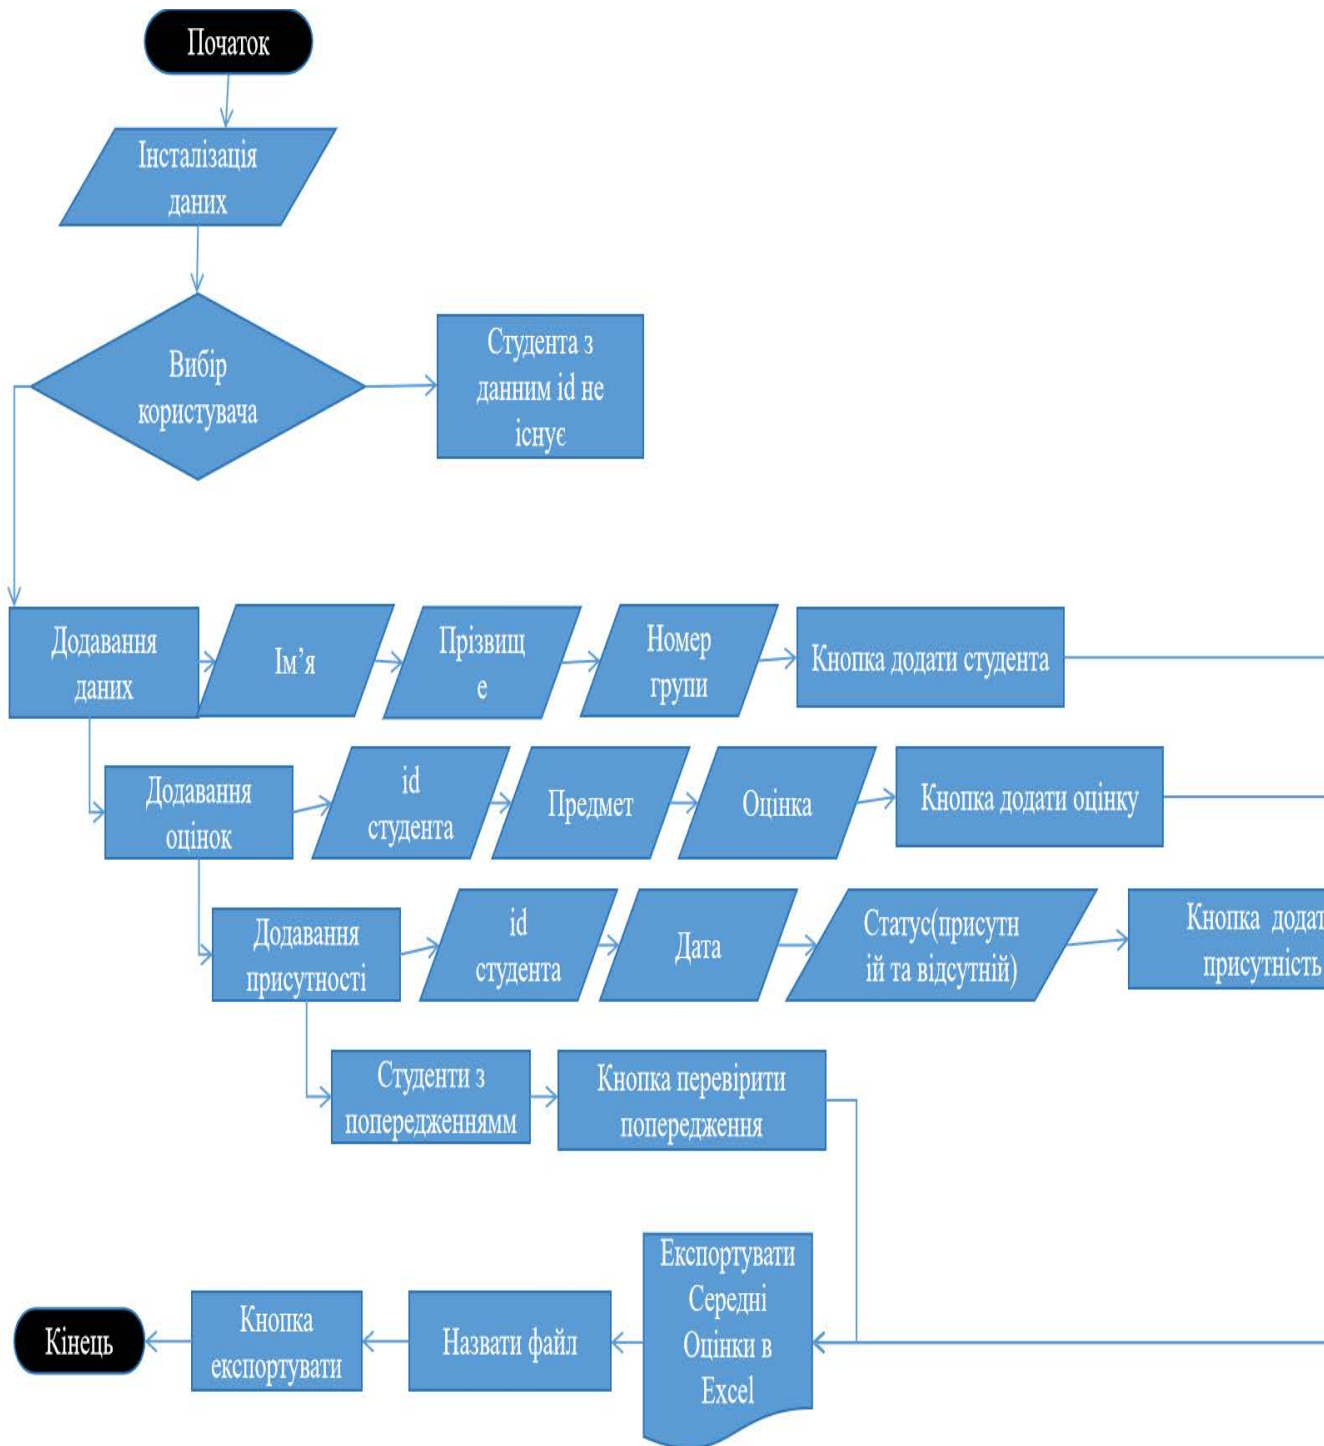 Початок
Інсталізація
даних
Вибір
користувача
Студента з
данним id не
існує
Додавання
даних
Ім’я
Прізвищ
е
Номер
групи
Кнопка додати студента
Додавання
оцінок
id
студента
Предмет
Оцінка
Кнопка додати оцінку
Додавання
присутності
id
студента
Дата
Статус(присутн
ій та відсутній)
Кнопка додат
присутність
Студенти з
попередженнямм
Кнопка перевірити
попередження
Експортувати
Середні
Оцінки в
Excel
Назвати файл
Кнопка
експортувати
Кінець